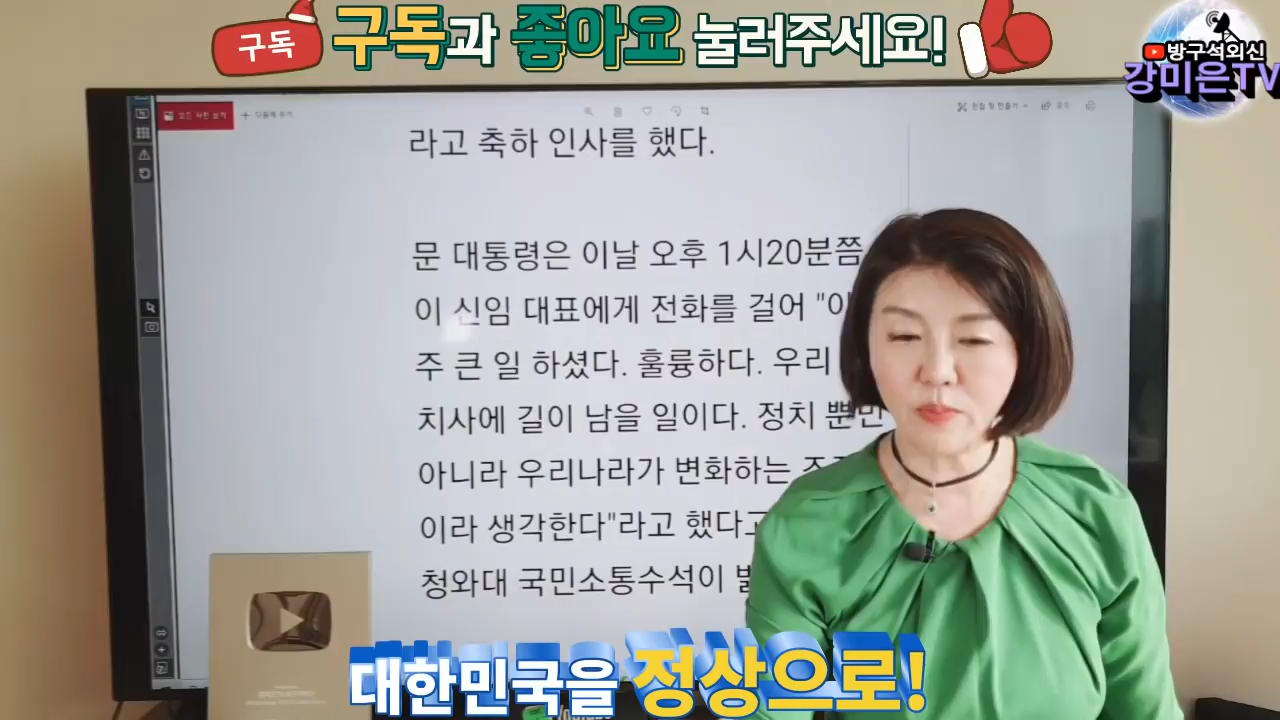 구독
구독과 좋아요 눌러주세요!
방구석외신
강미은TV
라고 축하 인사를 했다.
문 대통령은 이날 오후 1시20분쯤
이 신임 대표에게 전화를 걸어 "아
주 큰 일 하셨다. 훌륭하다. 우리
치사에 길이 남을 일이다. 정치 뿐만
아니라 우리나라가 변화하는
이라 생각한다"라고 했다고
청와대 국민소통수석이
대한민국을 정상으로!